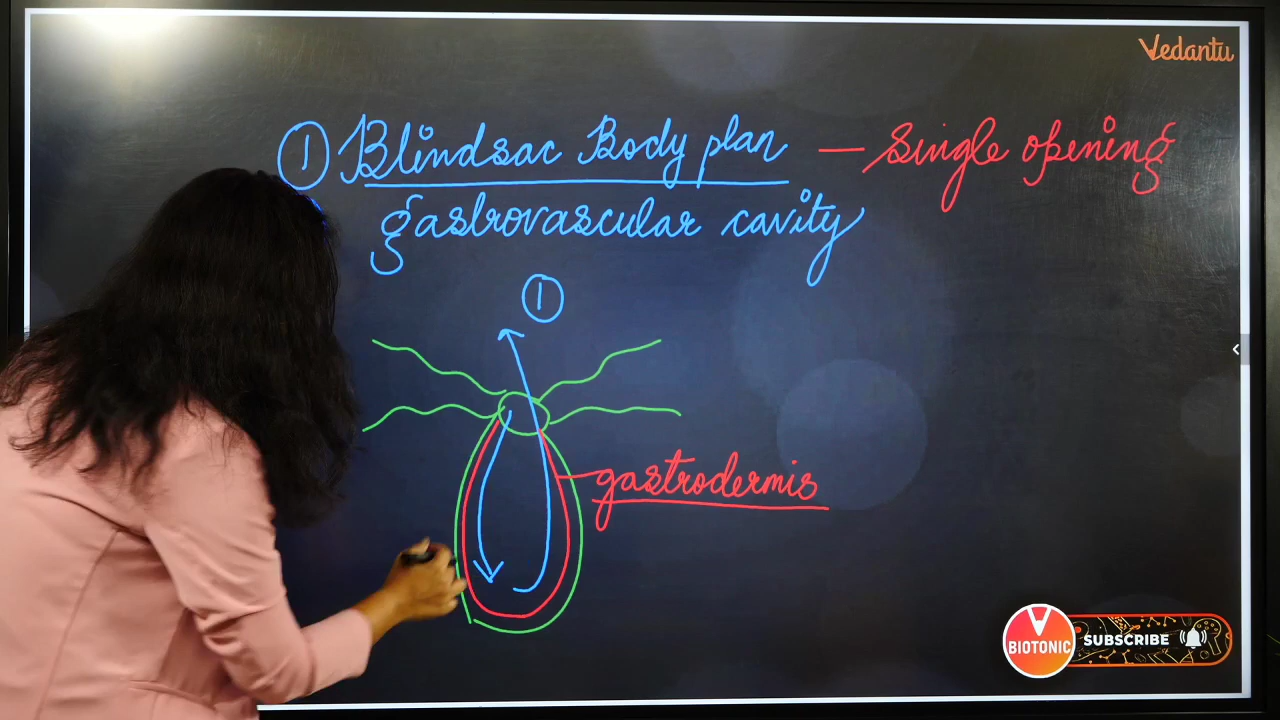 Vedantu
① Blindsac Body plan — Single opening
gastrovascular cavity
①
gastrodermis
BIOTONIC SUBSCRIBE